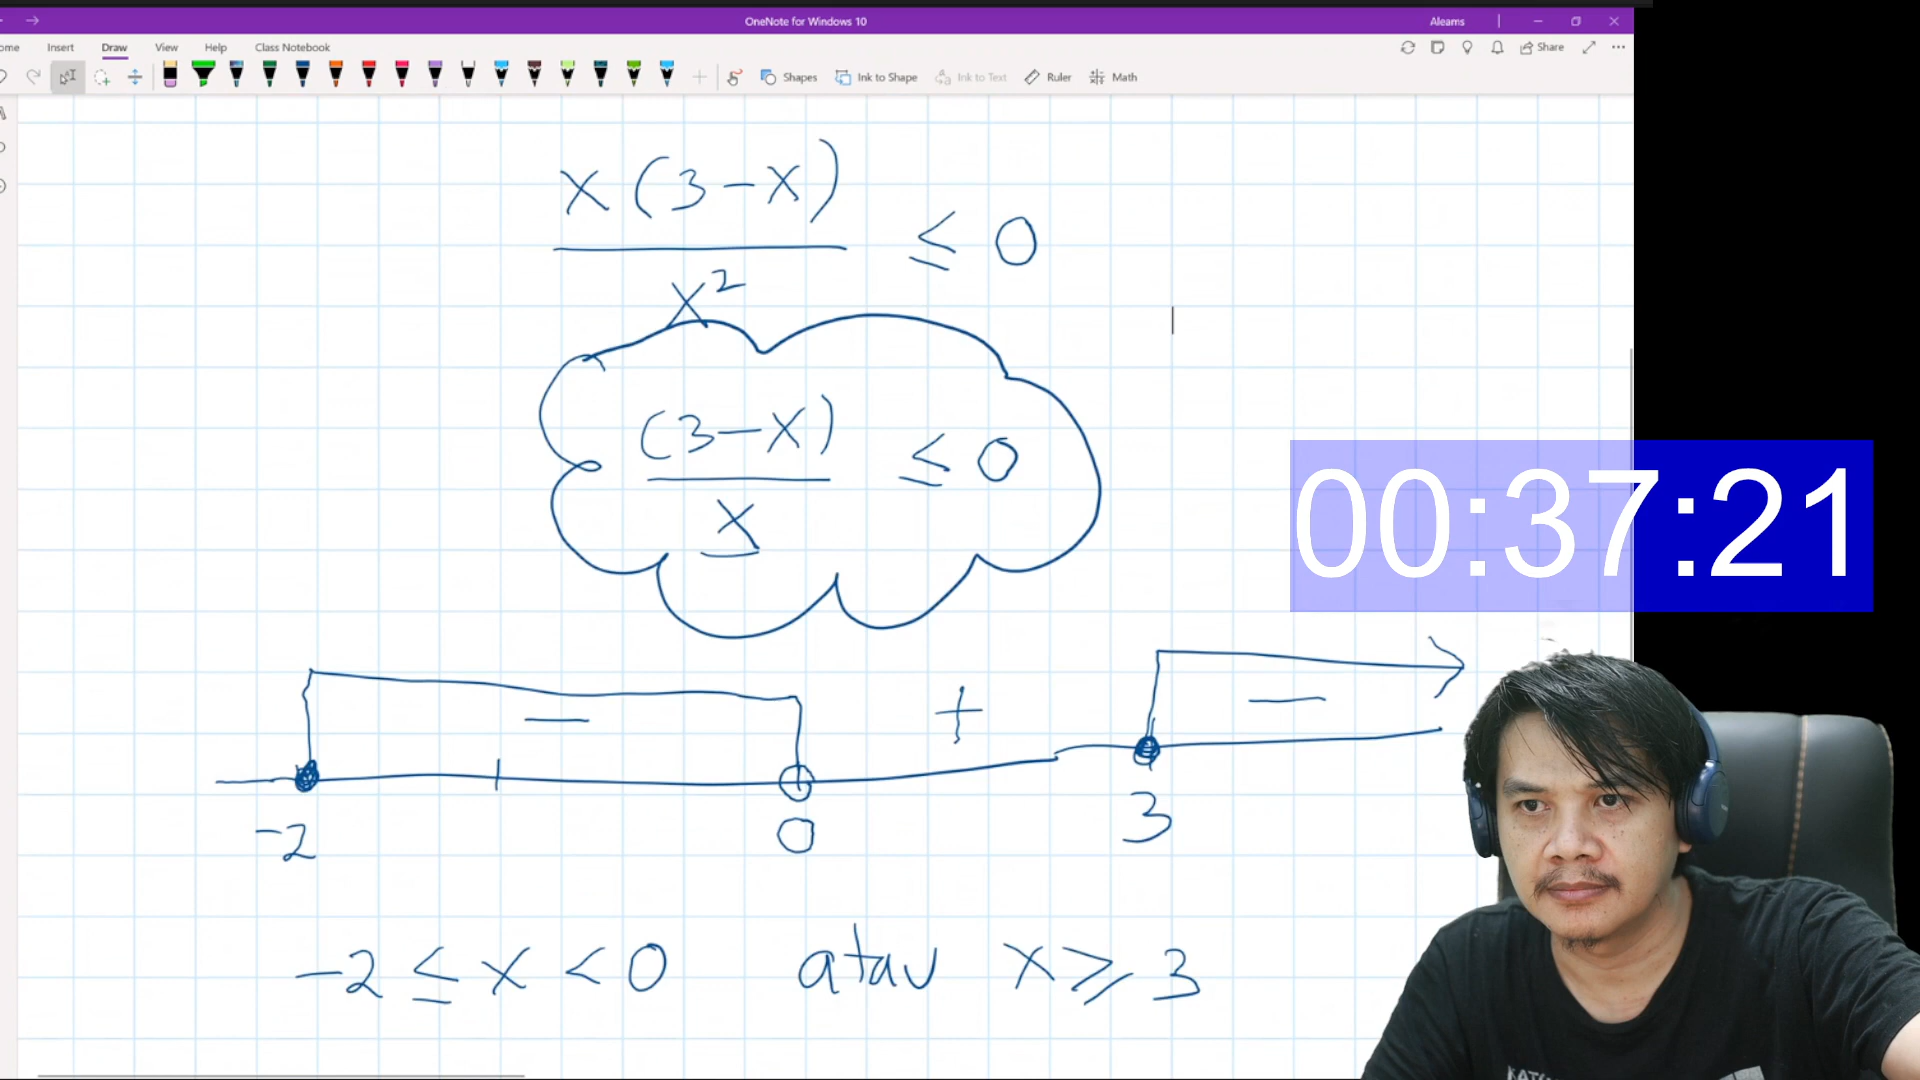 OneNote for Windows 10
Aleams
Insert Draw View Help Class Notebook
Share
Shapes Ink to Shape Ink to Text Ruler Math
x(3-x)
≤ 0
x²
(3-x)
≤ 0
x
00:37:21
− + −
-2 0 3
-2 ≤ x < 0 atau x ≥ 3